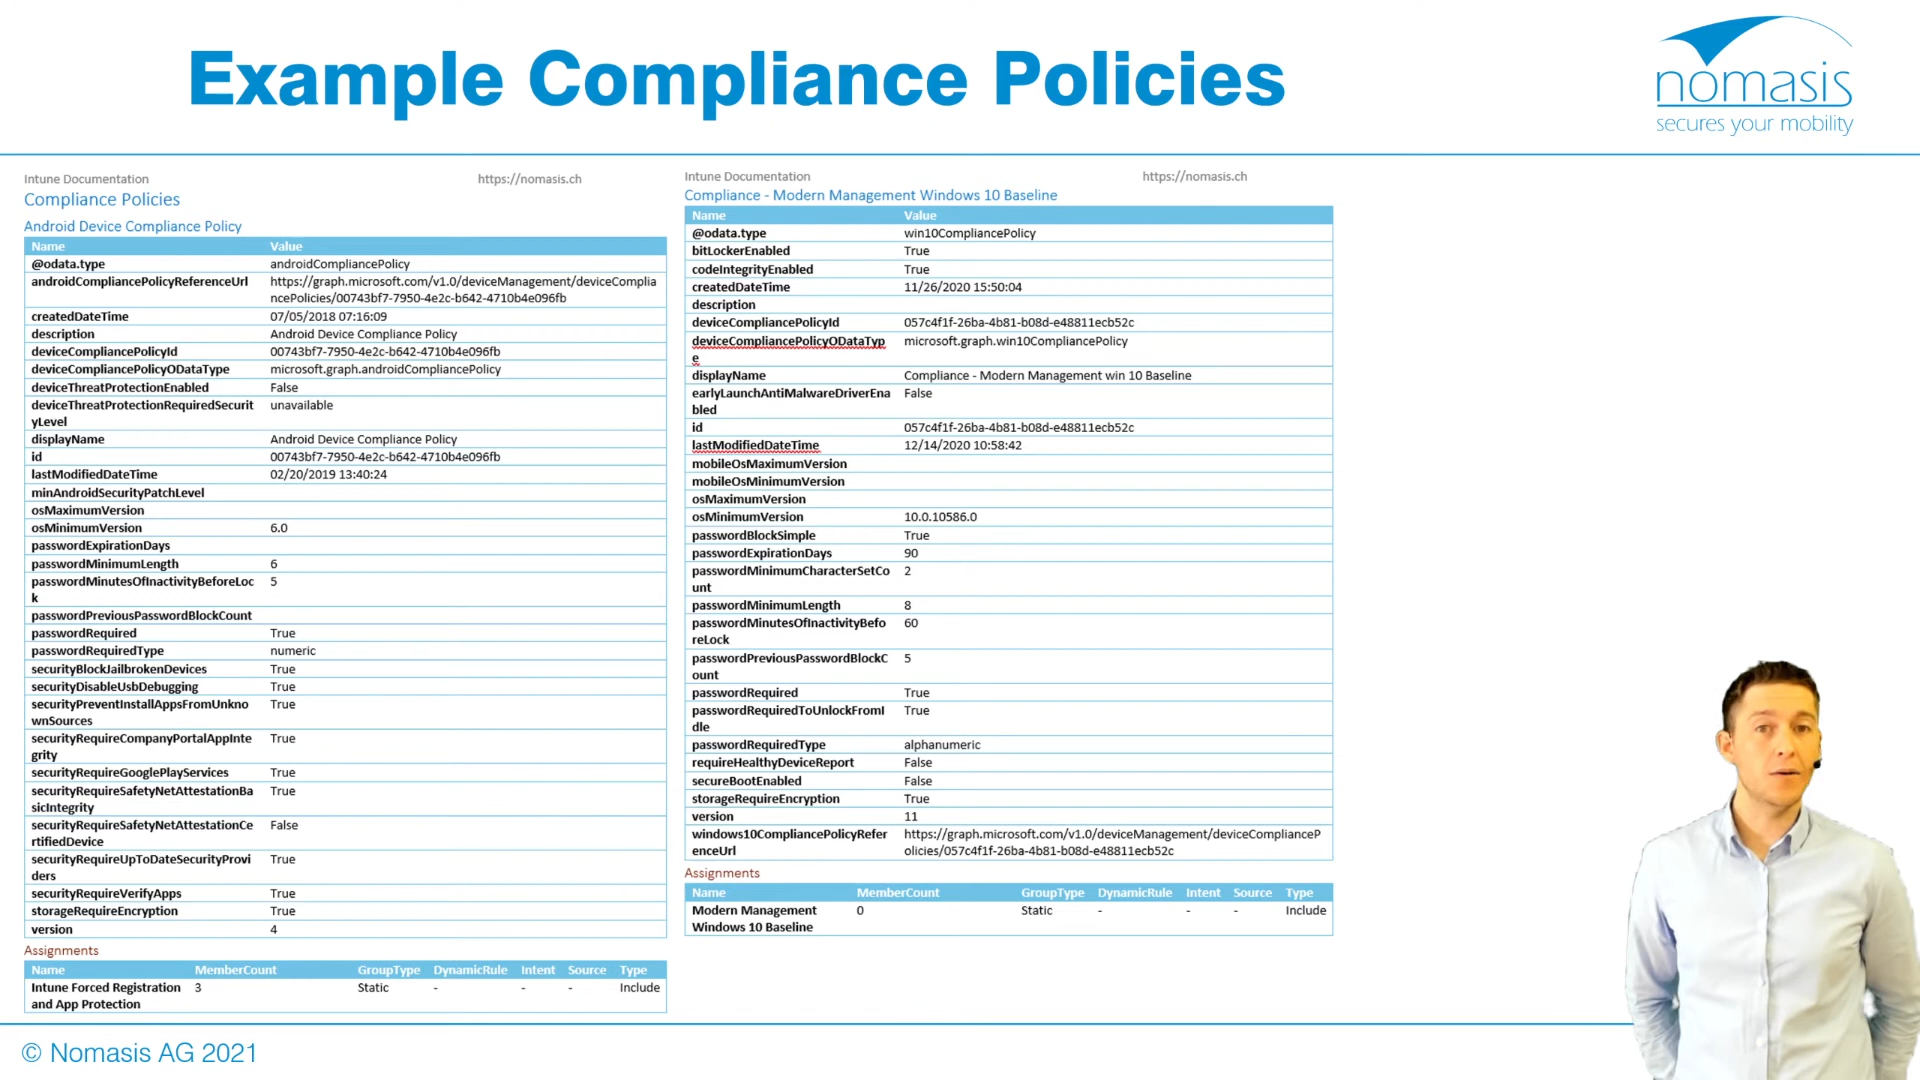 Example Compliance Policies
nomasis
secures your mobility
Intune Documentation https://nomasis.ch
Compliance Policies
Android Device Compliance Policy
Name Value
@odata.type androidCompliancePolicy
androidCompliancePolicyReferenceUrl https://graph.microsoft.com/v1.0/deviceManagement/deviceComplia
ncePolicies/00743bf7-7950-4e2c-b642-4710b4e096fb
createdDateTime 07/05/2018 07:16:09
description Android Device Compliance Policy
deviceCompliancePolicyId 00743bf7-7950-4e2c-b642-4710b4e096fb
deviceCompliancePolicyODataType microsoft.graph.androidCompliancePolicy
deviceThreatProtectionEnabled False
deviceThreatProtectionRequiredSecurit unavailable
yLevel
displayName Android Device Compliance Policy
id 00743bf7-7950-4e2c-b642-4710b4e096fb
lastModifiedDateTime 02/20/2019 13:40:24
minAndroidSecurityPatchLevel
osMaximumVersion
osMinimumVersion 6.0
passwordExpirationDays
passwordMinimumLength 6
passwordMinutesOfInactivityBeforeLoc 5
k
passwordPreviousPasswordBlockCount
passwordRequired True
passwordRequiredType numeric
securityBlockJailbrokenDevices True
securityDisableUsbDebugging True
securityPreventInstallAppsFromUnkno True
wnSources
securityRequireCompanyPortalAppInte True
grity
securityRequireGooglePlayServices True
securityRequireSafetyNetAttestationBa True
sicIntegrity
securityRequireSafetyNetAttestationCe False
rtifiedDevice
securityRequireUpToDateSecurityProvi True
ders
securityRequireVerifyApps True
storageRequireEncryption True
version 4
Assignments
Name MemberCount GroupType DynamicRule Intent Source Type
Intune Forced Registration 3 Static - - - Include
and App Protection
Intune Documentation https://nomasis.ch
Compliance - Modern Management Windows 10 Baseline
Name Value
@odata.type win10CompliancePolicy
bitLockerEnabled True
codeIntegrityEnabled True
createdDateTime 11/26/2020 15:50:04
description
deviceCompliancePolicyId 057c4f1f-26ba-4b81-b08d-e48811ecb52c
deviceCompliancePolicyODataTyp microsoft.graph.win10CompliancePolicy
e
displayName Compliance - Modern Management win 10 Baseline
earlyLaunchAntiMalwareDriverEna False
bled
id 057c4f1f-26ba-4b81-b08d-e48811ecb52c
lastModifiedDateTime 12/14/2020 10:58:42
mobileOsMaximumVersion
mobileOsMinimumVersion
osMaximumVersion
osMinimumVersion 10.0.10586.0
passwordBlockSimple True
passwordExpirationDays 90
passwordMinimumCharacterSetCo 2
unt
passwordMinimumLength 8
passwordMinutesOfInactivityBefo 60
reLock
passwordPreviousPasswordBlockC 5
ount
passwordRequired True
passwordRequiredToUnlockFromI True
dle
passwordRequiredType alphanumeric
requireHealthyDeviceReport False
secureBootEnabled False
storageRequireEncryption True
version 11
windows10CompliancePolicyRefer https://graph.microsoft.com/v1.0/deviceManagement/deviceComplianceP
enceUrl olicies/057c4f1f-26ba-4b81-b08d-e48811ecb52c
Assignments
Name MemberCount GroupType DynamicRule Intent Source Type
Modern Management 0 Static - - - Include
Windows 10 Baseline
© Nomasis AG 2021